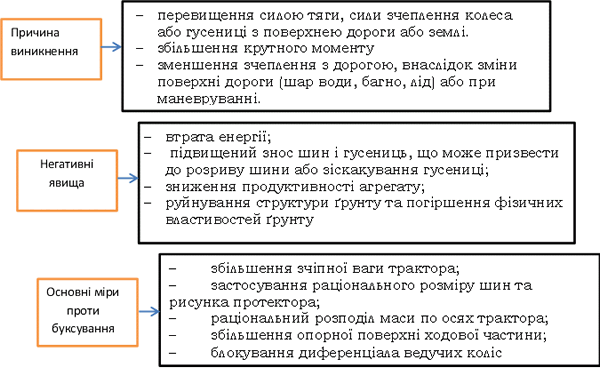 Причина
виникнення
– перевищення силою тяги, сили зчеплення колеса
або гусениці з поверхнею дороги або землі.
– збільшення крутного моменту
– зменшення зчеплення з дорогою, внаслідок зміни
поверхні дороги (шар води, багно, лід) або при
маневруванні.
Негативні
явища
– втрата енергії;
– підвищений знос шин і гусениць, що може призвести
до розриву шини або зіскакування гусениці;
– зниження продуктивності агрегату;
– руйнування структури ґрунту та погіршення фізичних
властивостей ґрунту
Основні міри
проти
буксування
– збільшення зчіпної ваги трактора;
– застосування раціонального розміру шин та
рисунка протектора;
– раціональний розподіл маси по осях трактора;
– збільшення опорної поверхні ходової частини;
– блокування диференціала ведучих коліс